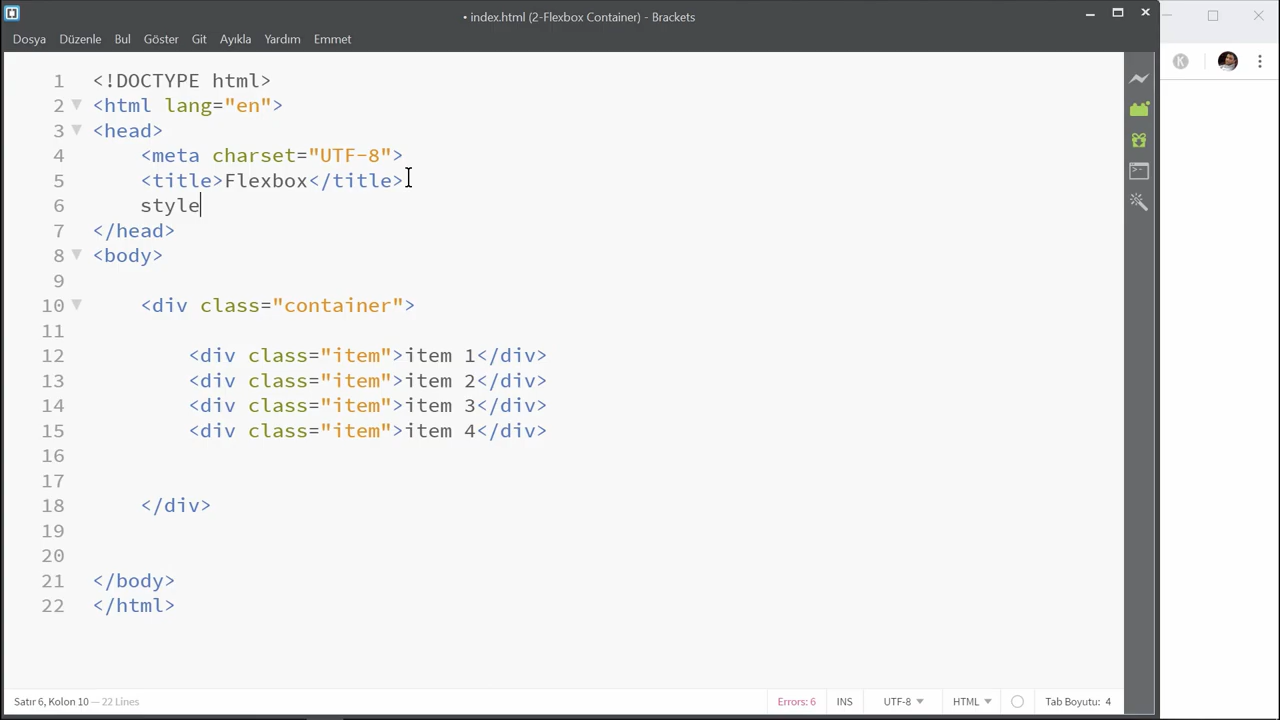 • index.html (2-Flexbox Container) - Brackets
Dosya Düzenle Bul Göster Git Ayıkla Yardım Emmet
1 <!DOCTYPE html>
2 <html lang="en">
3 <head>
4 <meta charset="UTF-8">
5 <title>Flexbox</title>
6 style
7 </head>
8 <body>
9
10 <div class="container">
11
12 <div class="item">item 1</div>
13 <div class="item">item 2</div>
14 <div class="item">item 3</div>
15 <div class="item">item 4</div>
16
17
18 </div>
19
20
21 </body>
22 </html>
Satır 6, Kolon 10 — 22 Lines Errors: 6 INS UTF-8 HTML Tab Boyutu: 4
K